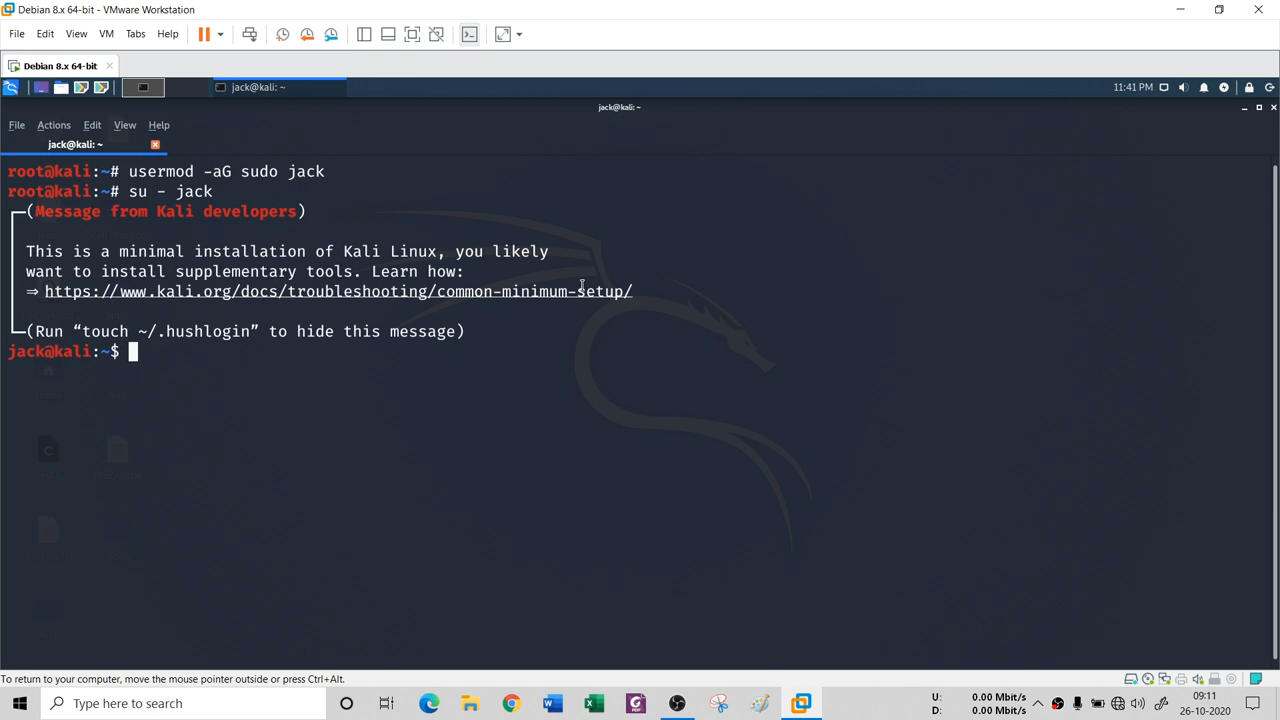 Debian 8.x 64-bit - VMware Workstation
File Edit View VM Tabs Help
Debian 8.x 64-bit
jack@kali: ~ 11:41 PM
jack@kali: ~
File Actions Edit View Help
jack@kali: ~
root@kali:~# usermod -aG sudo jack
root@kali:~# su - jack
(Message from Kali developers)
This is a minimal installation of Kali Linux, you likely
want to install supplementary tools. Learn how:
⇒ https://www.kali.org/docs/troubleshooting/common-minimum-setup/
(Run “touch ~/.hushlogin” to hide this message)
jack@kali:~$
To return to your computer, move the mouse pointer outside or press Ctrl+Alt.
Type here to search
U: 0.00 Mbit/s
D: 0.00 Mbit/s
09:11
26-10-2020